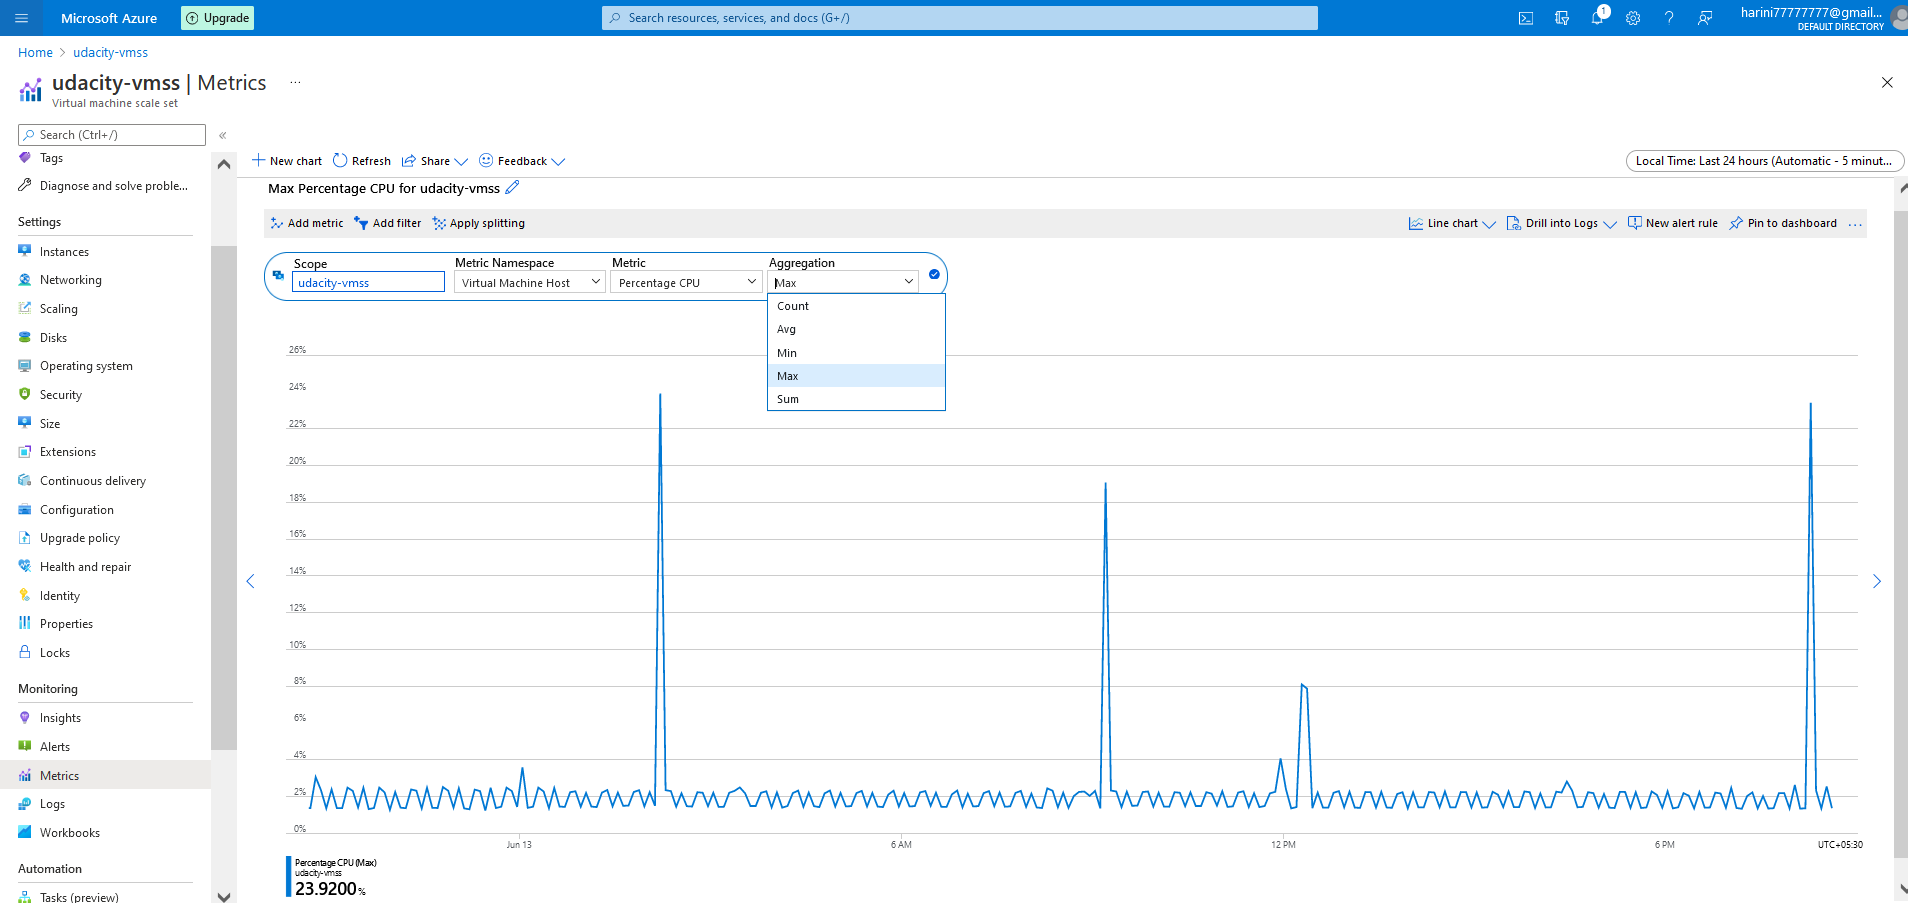 Microsoft Azure
Upgrade
Search resources, services, and docs (G+/)
1
harini77777777@gmail...
DEFAULT DIRECTORY
Home > udacity-vmss
udacity-vmss | Metrics ...
Virtual machine scale set
Search (Ctrl+/) «
Tags
Diagnose and solve proble...
Settings
Instances
Networking
Scaling
Disks
Operating system
Security
Size
Extensions
Continuous delivery
Configuration
Upgrade policy
Health and repair
Identity
Properties
Locks
Monitoring
Insights
Alerts
Metrics
Logs
Workbooks
Automation
Tasks (preview)
New chart Refresh Share Feedback
Local Time: Last 24 hours (Automatic - 5 minut...
Max Percentage CPU for udacity-vmss
Add metric Add filter Apply splitting
Line chart Drill into Logs New alert rule Pin to dashboard ...
Scope Metric Namespace Metric Aggregation
udacity-vmss Virtual Machine Host Percentage CPU Max
Count
Avg
Min
Max
Sum
26%
24%
22%
20%
18%
16%
14%
12%
10%
8%
6%
4%
2%
0%
Jun 13 6 AM 12 PM 6 PM UTC+05:30
Percentage CPU (Max)
udacity-vmss
23.9200 %